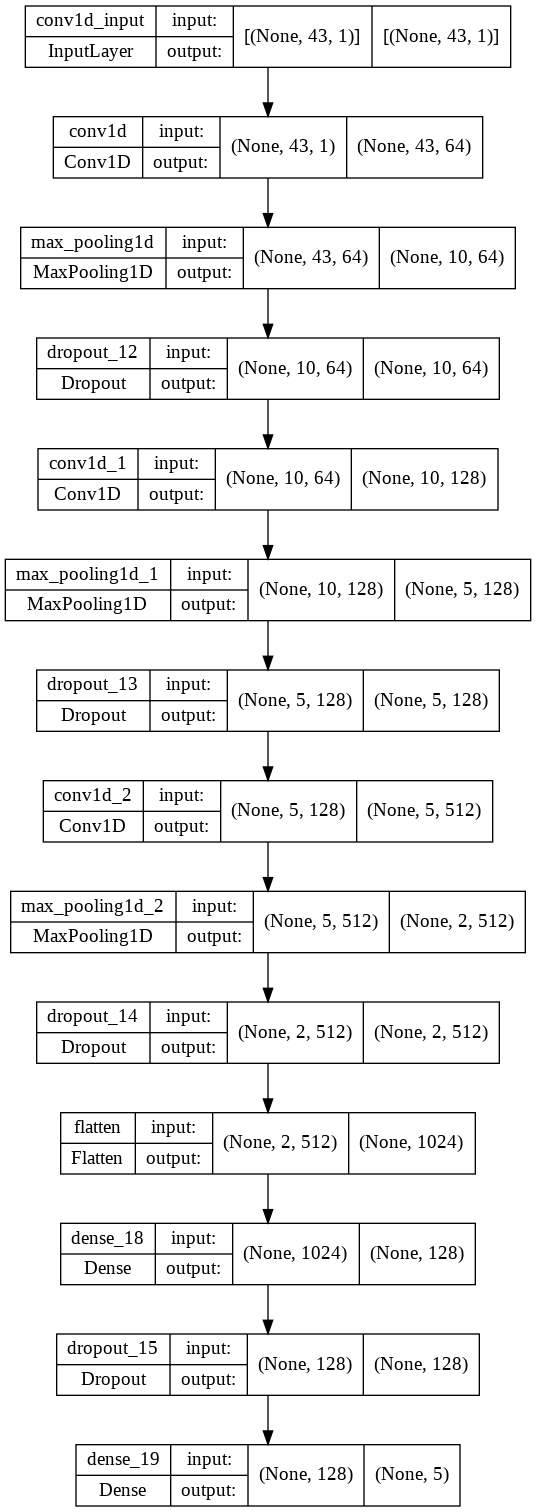 conv1d_input input: [(None, 43, 1)] [(None, 43, 1)]
InputLayer output:
conv1d input: (None, 43, 1) (None, 43, 64)
Conv1D output:
max_pooling1d input: (None, 43, 64) (None, 10, 64)
MaxPooling1D output:
dropout_12 input: (None, 10, 64) (None, 10, 64)
Dropout output:
conv1d_1 input: (None, 10, 64) (None, 10, 128)
Conv1D output:
max_pooling1d_1 input: (None, 10, 128) (None, 5, 128)
MaxPooling1D output:
dropout_13 input: (None, 5, 128) (None, 5, 128)
Dropout output:
conv1d_2 input: (None, 5, 128) (None, 5, 512)
Conv1D output:
max_pooling1d_2 input: (None, 5, 512) (None, 2, 512)
MaxPooling1D output:
dropout_14 input: (None, 2, 512) (None, 2, 512)
Dropout output:
flatten input: (None, 2, 512) (None, 1024)
Flatten output:
dense_18 input: (None, 1024) (None, 128)
Dense output:
dropout_15 input: (None, 128) (None, 128)
Dropout output:
dense_19 input: (None, 128) (None, 5)
Dense output: